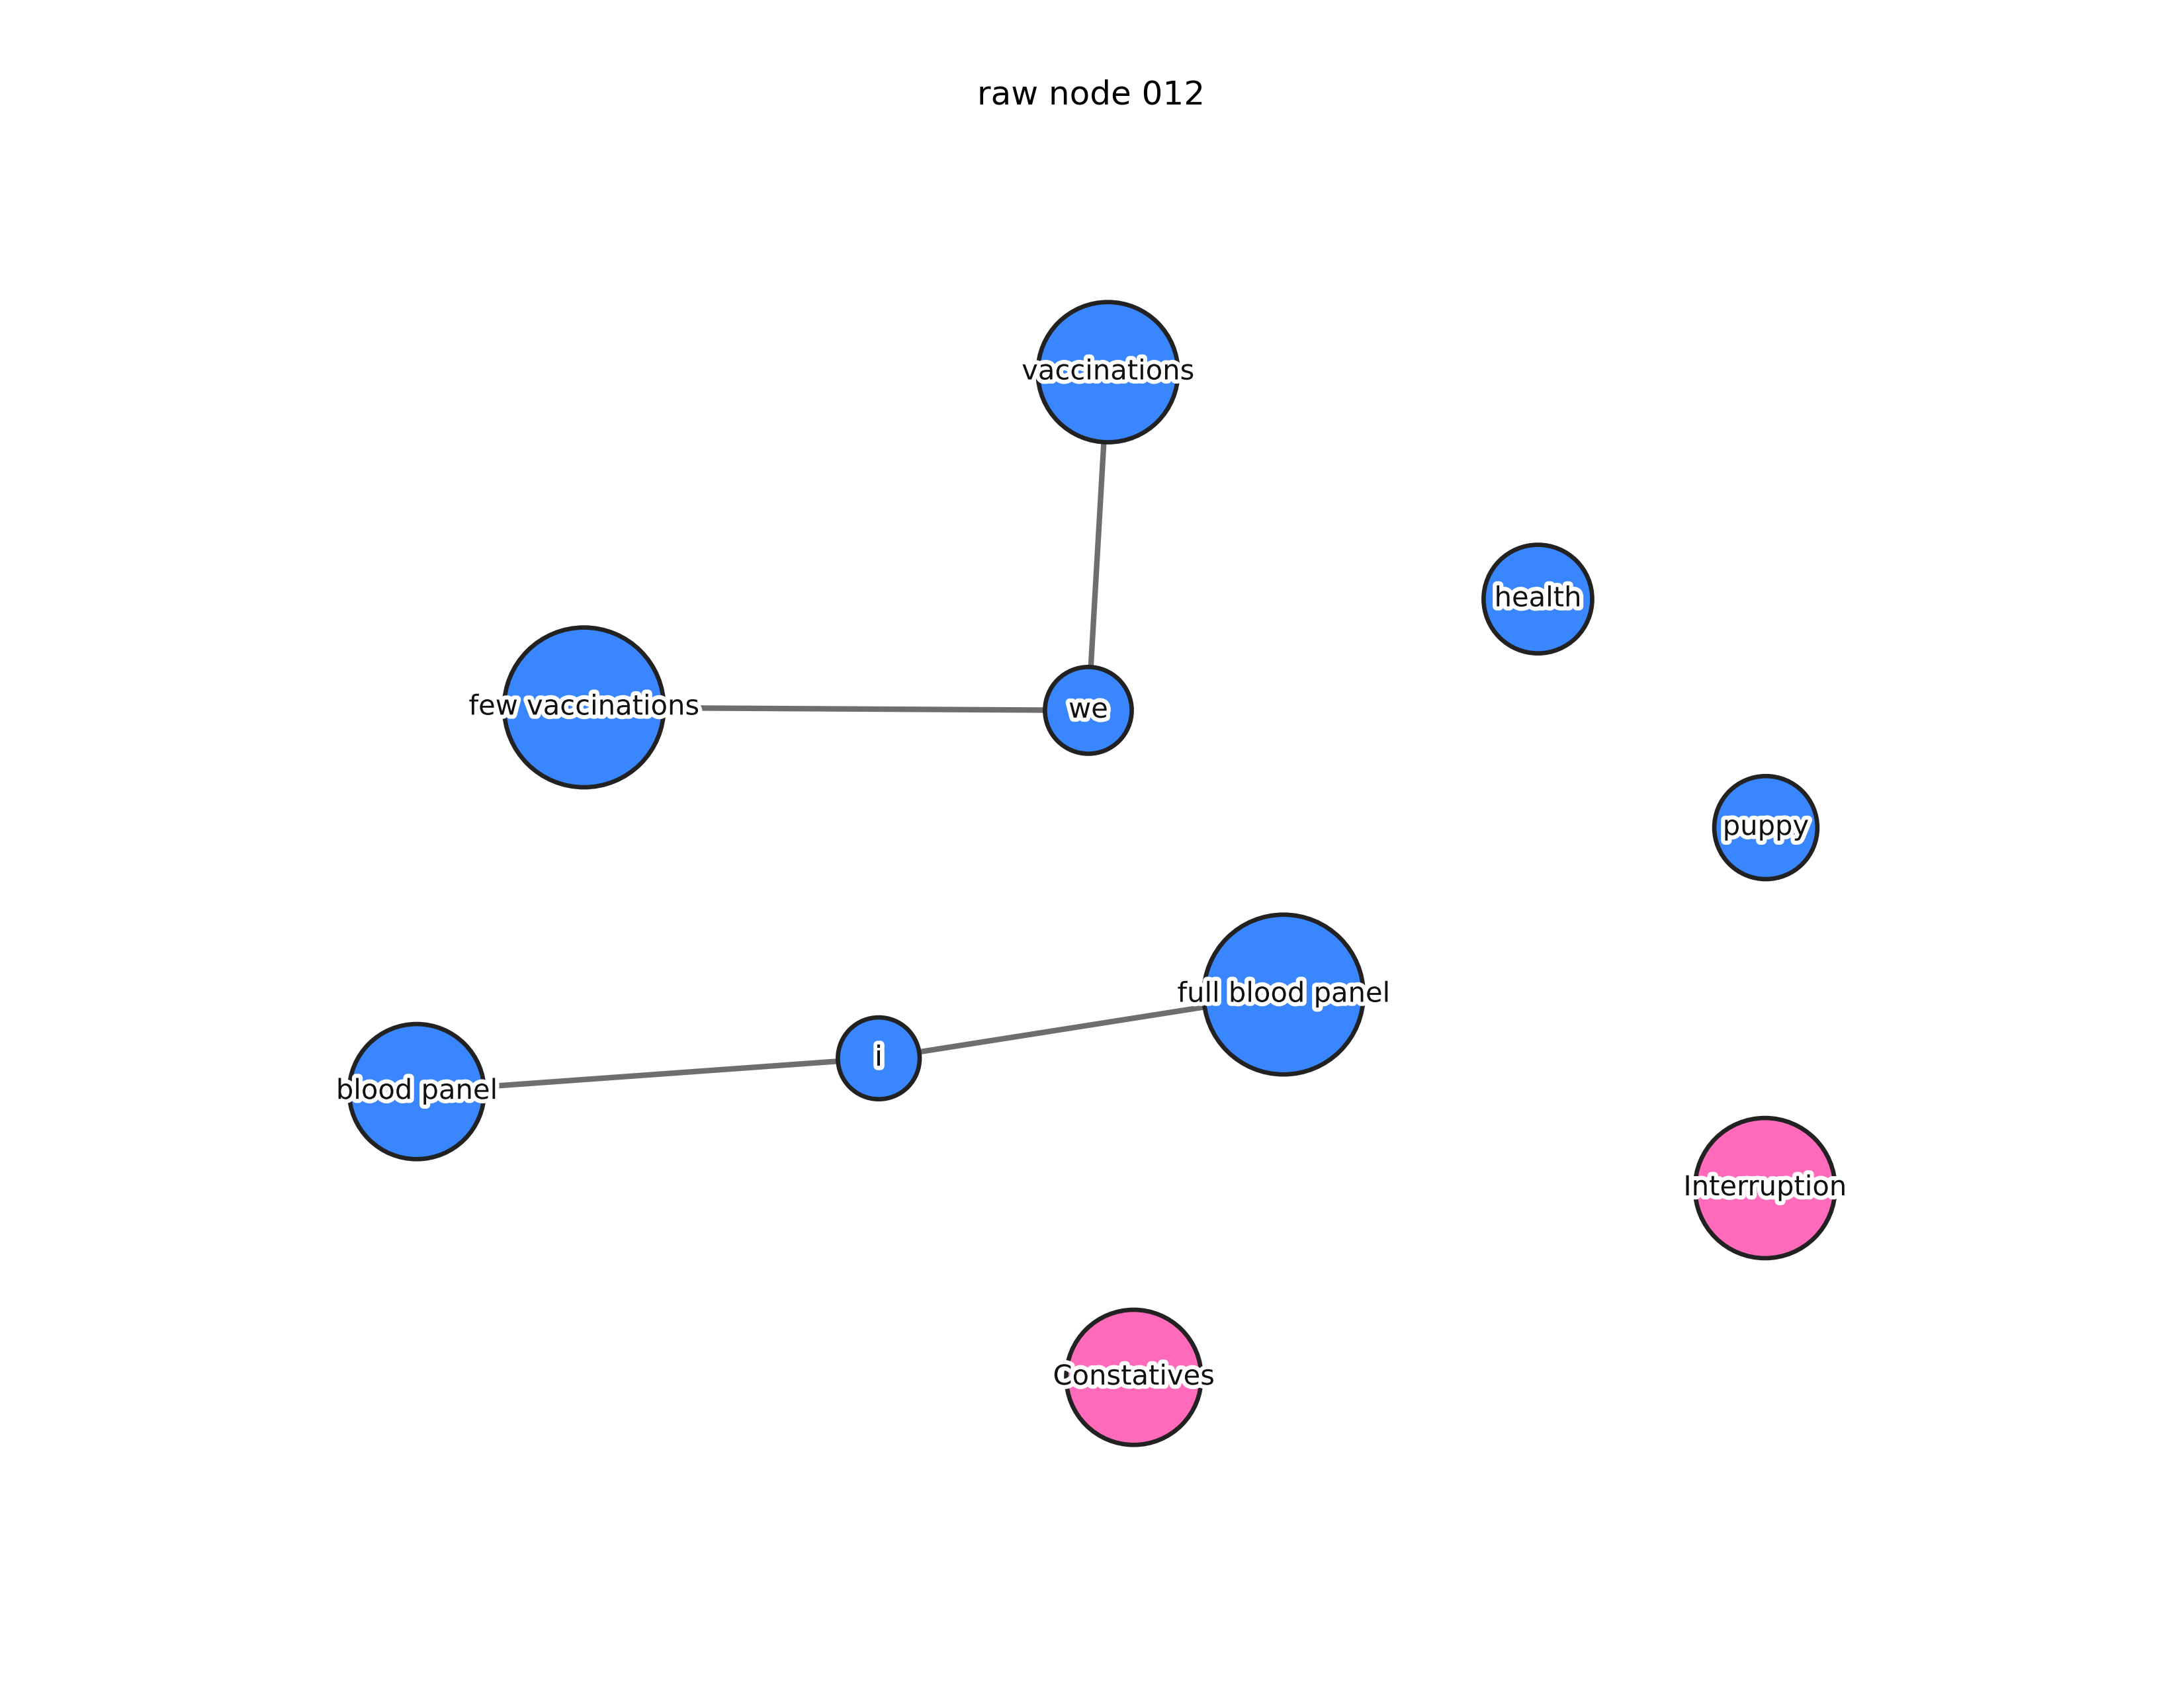 raw node 012
vaccinations
health
few vaccinations
we
puppy
full blood panel
i
blood panel
Interruption
Constatives